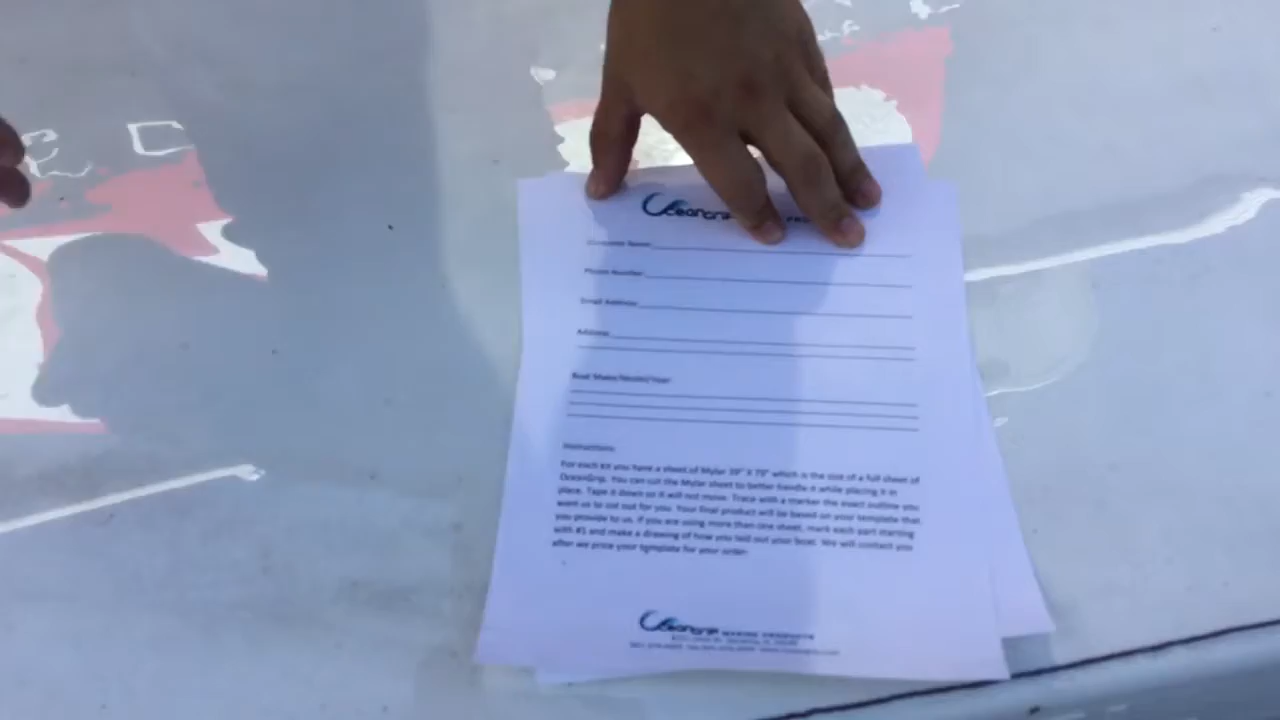 OceanGrip
Company Name:
Phone Number
Email Address:
Address:
Boat Make/Model/Year:
Instructions:
For each kit you have a sheet of Mylar 39" X 79" which is the size of a full sheet of
OceanGrip. You can cut the Mylar sheet to better handle it while placing it in
place. Tape it down so it will not move. Trace with a marker the exact outline you
want us to cut out for you. Your final product will be based on your template that
you provide to us. If you are using more than one sheet, mark each part starting
with #1 and make a drawing of how you laid out your boat. We will contact you
after we price your template for your order.
OceanGrip MARINE PRODUCTS